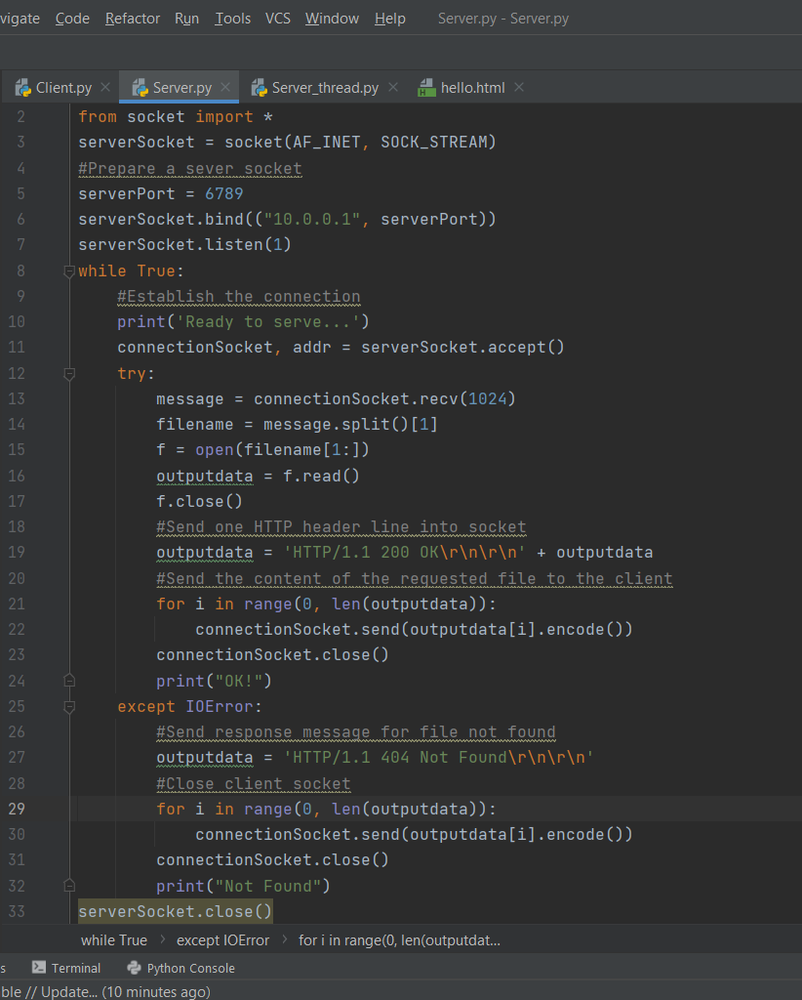 vigate Code Refactor Run Tools VCS Window Help Server.py - Server.py
Client.py Server.py Server_thread.py hello.html
2 from socket import *
3 serverSocket = socket(AF_INET, SOCK_STREAM)
4 #Prepare a sever socket
5 serverPort = 6789
6 serverSocket.bind(("10.0.0.1", serverPort))
7 serverSocket.listen(1)
8 while True:
9 #Establish the connection
10 print('Ready to serve...')
11 connectionSocket, addr = serverSocket.accept()
12 try:
13 message = connectionSocket.recv(1024)
14 filename = message.split()[1]
15 f = open(filename[1:])
16 outputdata = f.read()
17 f.close()
18 #Send one HTTP header line into socket
19 outputdata = 'HTTP/1.1 200 OK\r\n\r\n' + outputdata
20 #Send the content of the requested file to the client
21 for i in range(0, len(outputdata)):
22 connectionSocket.send(outputdata[i].encode())
23 connectionSocket.close()
24 print("OK!")
25 except IOError:
26 #Send response message for file not found
27 outputdata = 'HTTP/1.1 404 Not Found\r\n\r\n'
28 #Close client socket
29 for i in range(0, len(outputdata)):
30 connectionSocket.send(outputdata[i].encode())
31 connectionSocket.close()
32 print("Not Found")
33 serverSocket.close()
while True > except IOError > for i in range(0, len(outputdat...
s Terminal Python Console
ble // Update... (10 minutes ago)